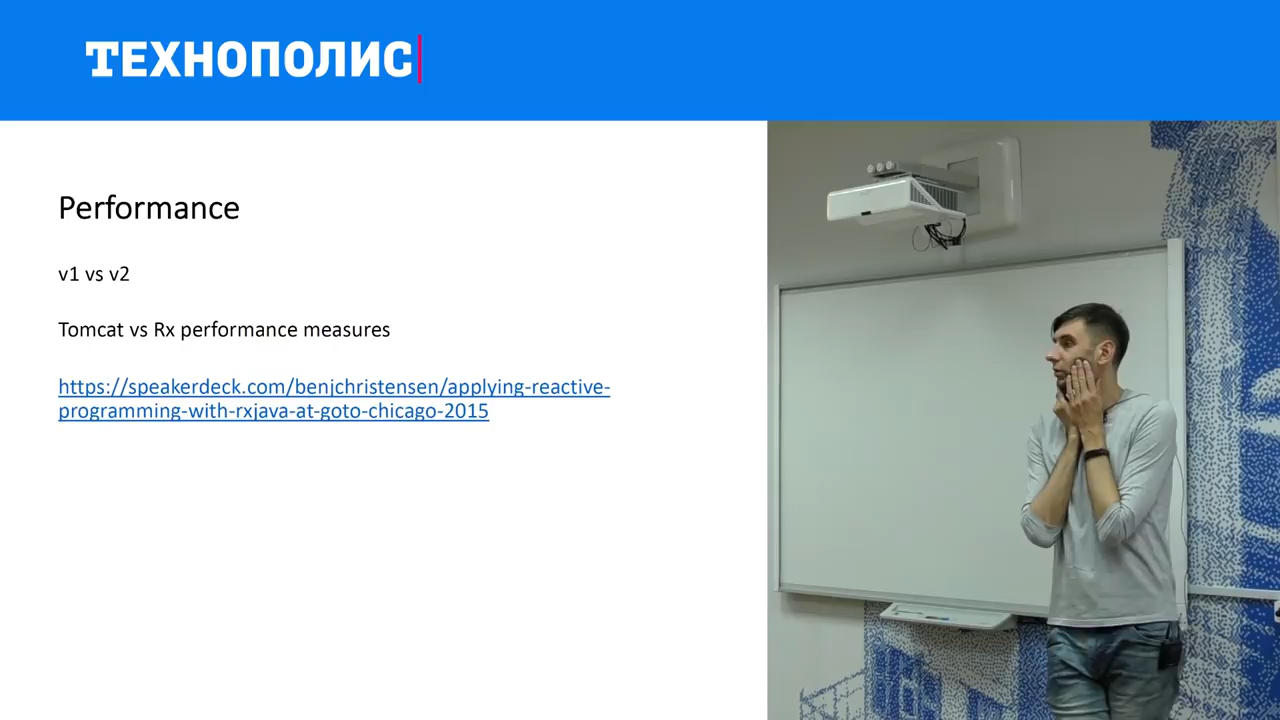 ТЕХНОПОЛИС
Performance
v1 vs v2
Tomcat vs Rx performance measures
https://speakerdeck.com/benjchristensen/applying-reactive-
programming-with-rxjava-at-goto-chicago-2015